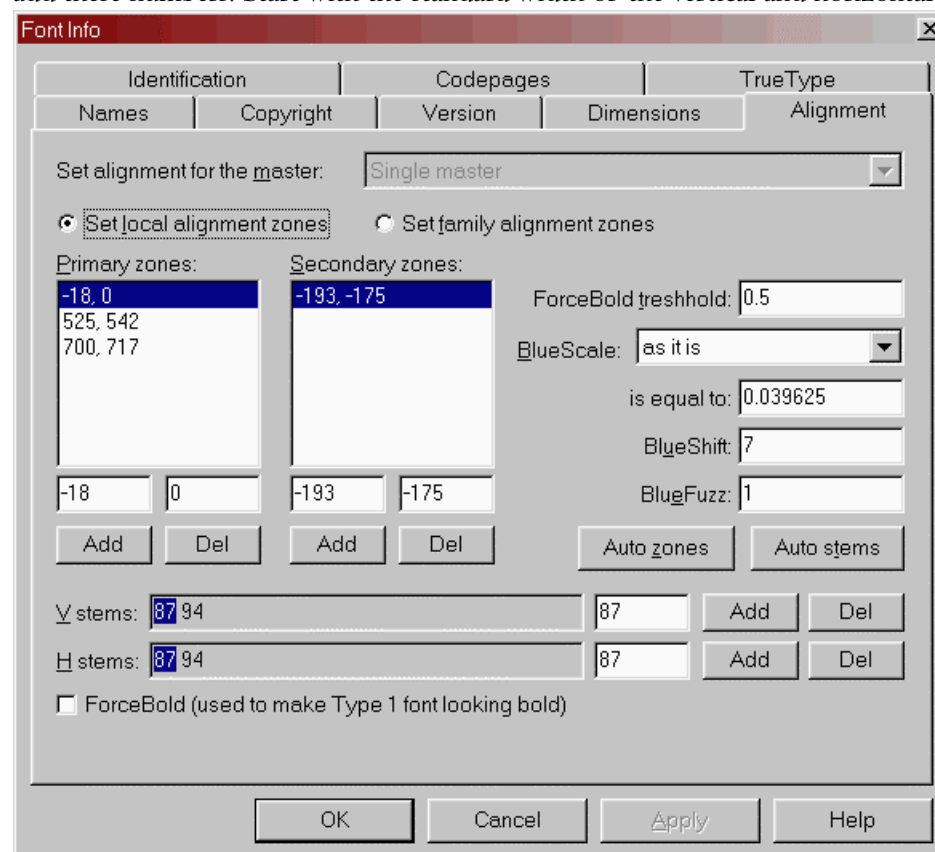 Font Info
Identification Codepages TrueType
Names Copyright Version Dimensions Alignment
Set alignment for the master: Single master
Set local alignment zones Set family alignment zones
Primary zones: Secondary zones:
-18, 0 -193, -175 ForceBold treshhold: 0.5
525, 542
700, 717 BlueScale: as it is
is equal to: 0.039625
BlueShift: 7
-18 0 -193 -175 BlueFuzz: 1
Add Del Add Del Auto zones Auto stems
V stems: 87 94 87 Add Del
H stems: 87 94 87 Add Del
ForceBold (used to make Type 1 font looking bold)
OK Cancel Apply Help